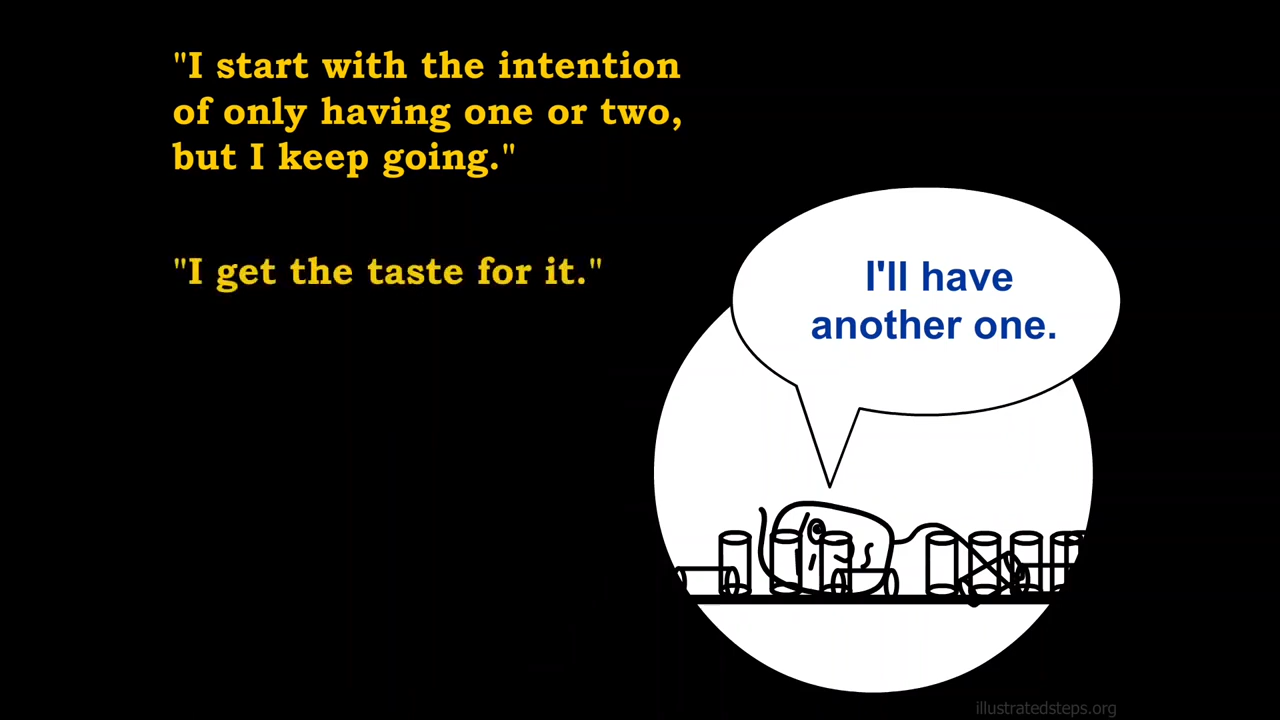 "I start with the intention
of only having one or two,
but I keep going."
"I get the taste for it."
I'll have
another one.
illustratedsteps.org